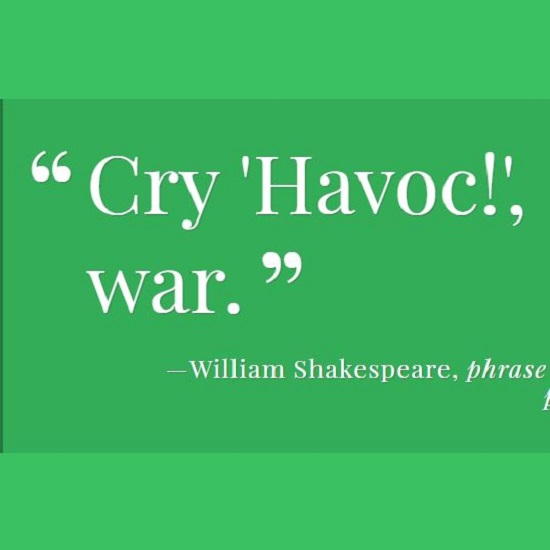 “ Cry 'Havoc!',
war. ”
—William Shakespeare, phrase